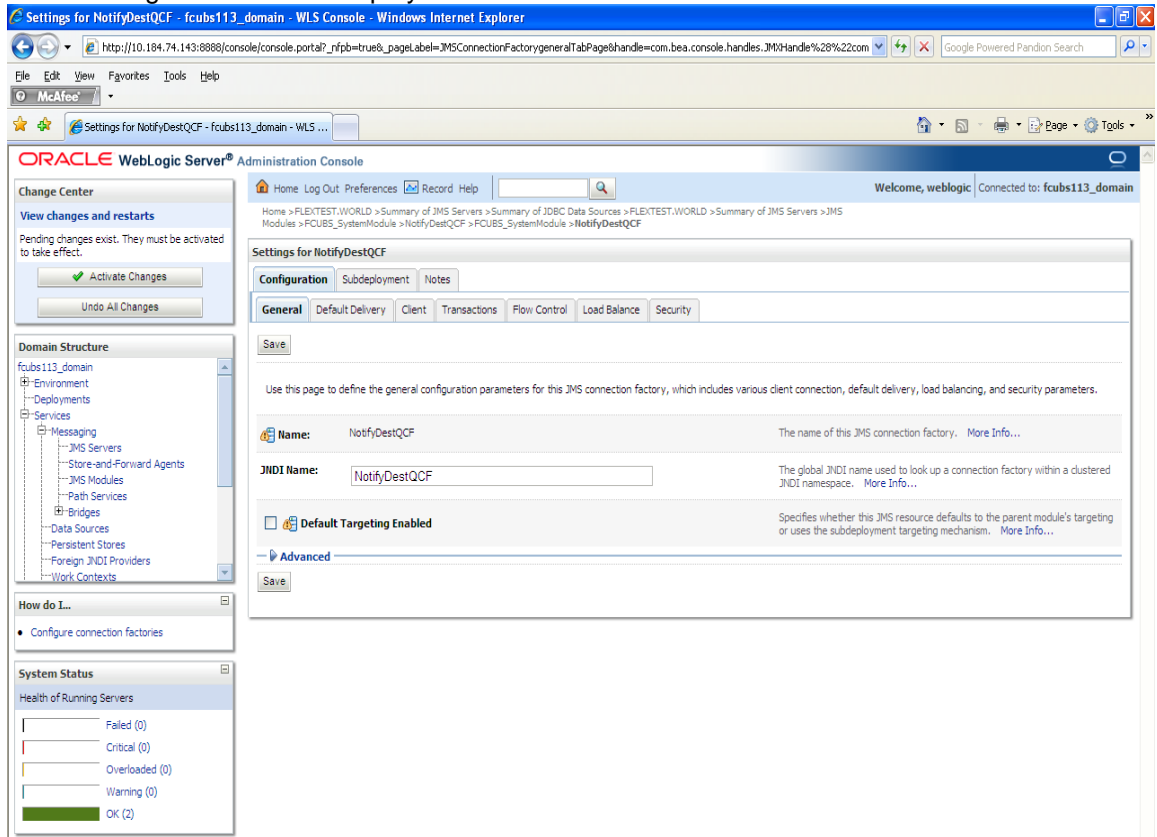 Settings for NotifyDestQCF - fcubs113_domain - WLS Console - Windows Internet Explorer
http://10.184.74.143:8888/console/console.portal?_nfpb=true&_pageLabel=JMSConnectionFactorygeneralTabPage&handle=com.bea.console.handles.JMXHandle%28%22com
Google Powered Pandion Search
File Edit View Favorites Tools Help
McAfee
Settings for NotifyDestQCF - fcubs113_domain - WLS ...
Page Tools
ORACLE WebLogic Server® Administration Console
Change Center
View changes and restarts
Pending changes exist. They must be activated
to take effect.
Activate Changes
Undo All Changes
Domain Structure
fcubs113_domain
Environment
Deployments
Services
Messaging
JMS Servers
Store-and-Forward Agents
JMS Modules
Path Services
Bridges
Data Sources
Persistent Stores
Foreign JNDI Providers
Work Contexts
How do I...
Configure connection factories
System Status
Health of Running Servers
Failed (0)
Critical (0)
Overloaded (0)
Warning (0)
OK (2)
Home Log Out Preferences Record Help
Welcome, weblogic Connected to: fcubs113_domain
Home >FLEXTEST.WORLD >Summary of JMS Servers >Summary of JDBC Data Sources >FLEXTEST.WORLD >Summary of JMS Servers >JMS
Modules >FCUBS_SystemModule >NotifyDestQCF >FCUBS_SystemModule >NotifyDestQCF
Settings for NotifyDestQCF
Configuration Subdeployment Notes
General Default Delivery Client Transactions Flow Control Load Balance Security
Save
Use this page to define the general configuration parameters for this JMS connection factory, which includes various client connection, default delivery, load balancing, and security parameters.
Name: NotifyDestQCF The name of this JMS connection factory. More Info...
JNDI Name: NotifyDestQCF The global JNDI name used to look up a connection factory within a clustered
JNDI namespace. More Info...
Default Targeting Enabled Specifies whether this JMS resource defaults to the parent module's targeting
or uses the subdeployment targeting mechanism. More Info...
Advanced
Save